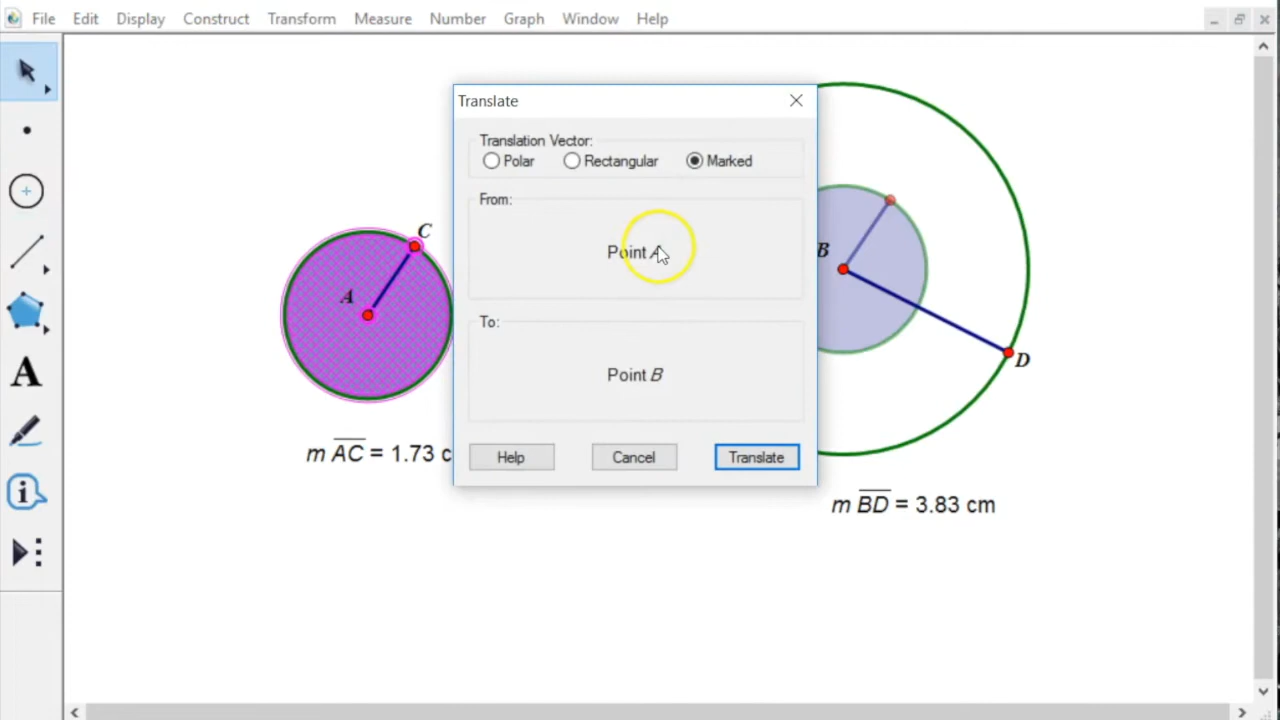 File Edit Display Construct Transform Measure Number Graph Window Help
Translate
Translation Vector:
Polar Rectangular Marked
From:
Point A
To:
Point B
Help Cancel Translate
C
A
m AC = 1.73 c
B
D
m BD = 3.83 cm
A